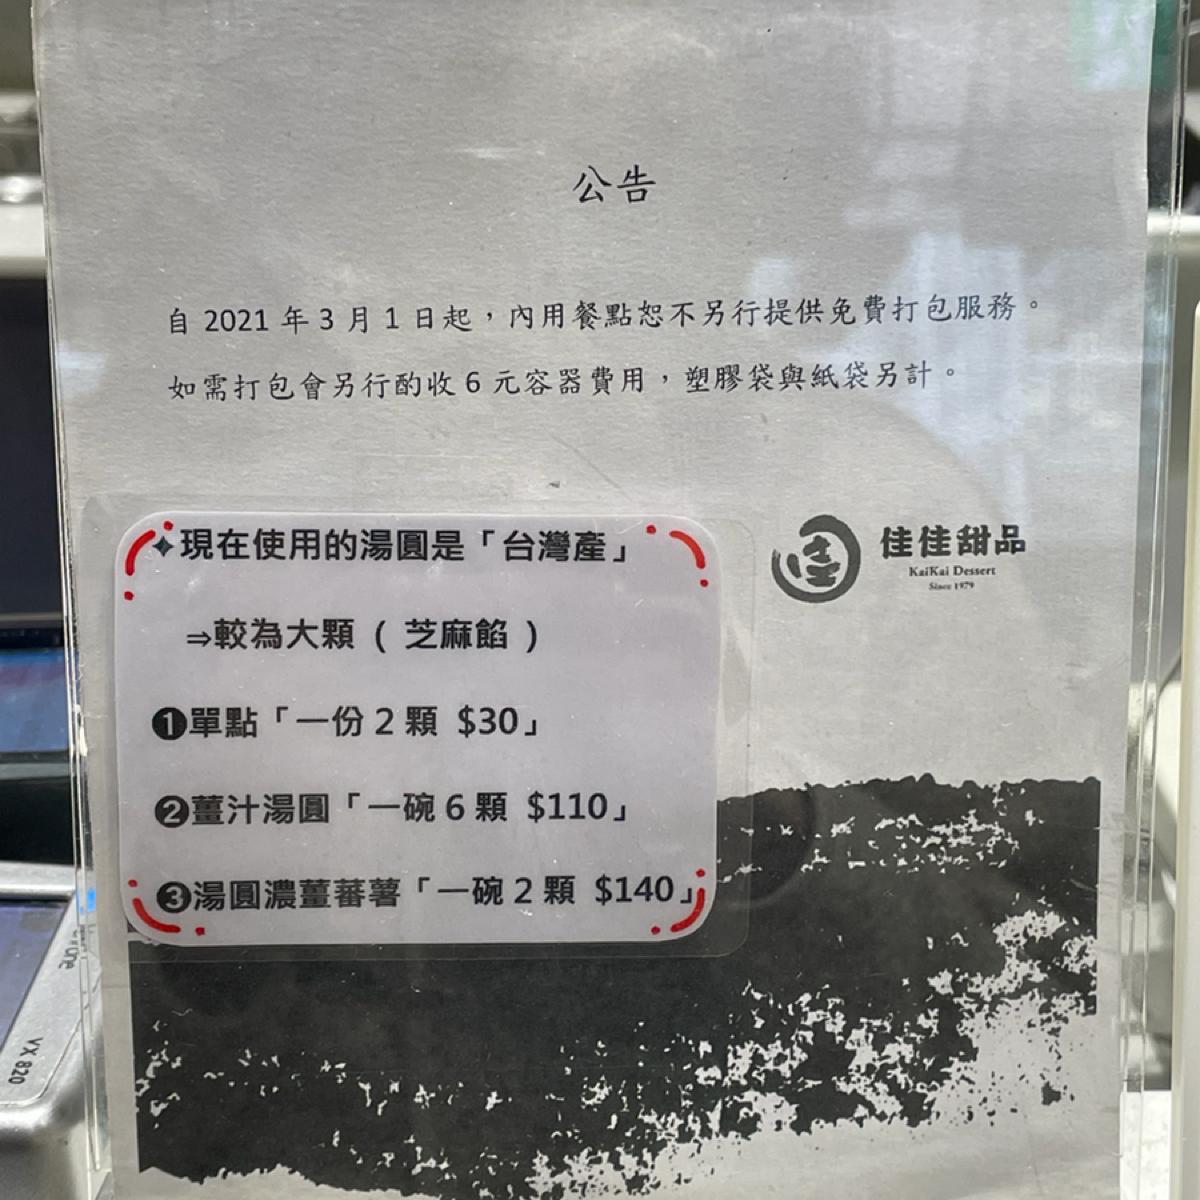 公告
自 2021 年 3 月 1 日起，內用餐點恕不另行提供免費打包服務。
如需打包會另行酌收 6 元容器費用，塑膠袋與紙袋另計。
✦現在使用的湯圓是「台灣產」
⇒較為大顆（芝麻餡）
❶單點「一份 2 顆 $30」
❷薑汁湯圓「一碗 6 顆 $110」
❸湯圓濃薑蕃薯「一碗 2 顆 $140」
佳佳甜品
KaiKai Dessert
Since 1979
VX 820